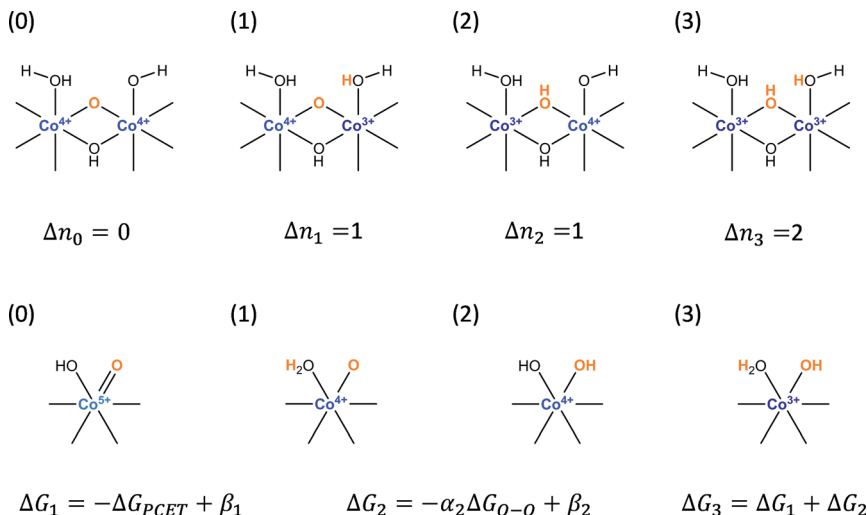 (0) (1) (2) (3)
H OH O H H OH H O H H OH O H H OH H O H
O O H O H O
Co4+ Co4+ Co4+ Co3+ Co3+ Co4+ Co3+ Co3+
O H O H O H O H
Δn₀ = 0 Δn₁ =1 Δn₂ =1 Δn₃ =2
(0) (1) (2) (3)
HO O H₂O O HO OH H₂O OH
Co5+ Co4+ Co4+ Co3+
ΔG₁ = −ΔG_PCET + β₁ ΔG₂ = −α₂ΔG_O−O + β₂ ΔG₃ = ΔG₁ + ΔG₂